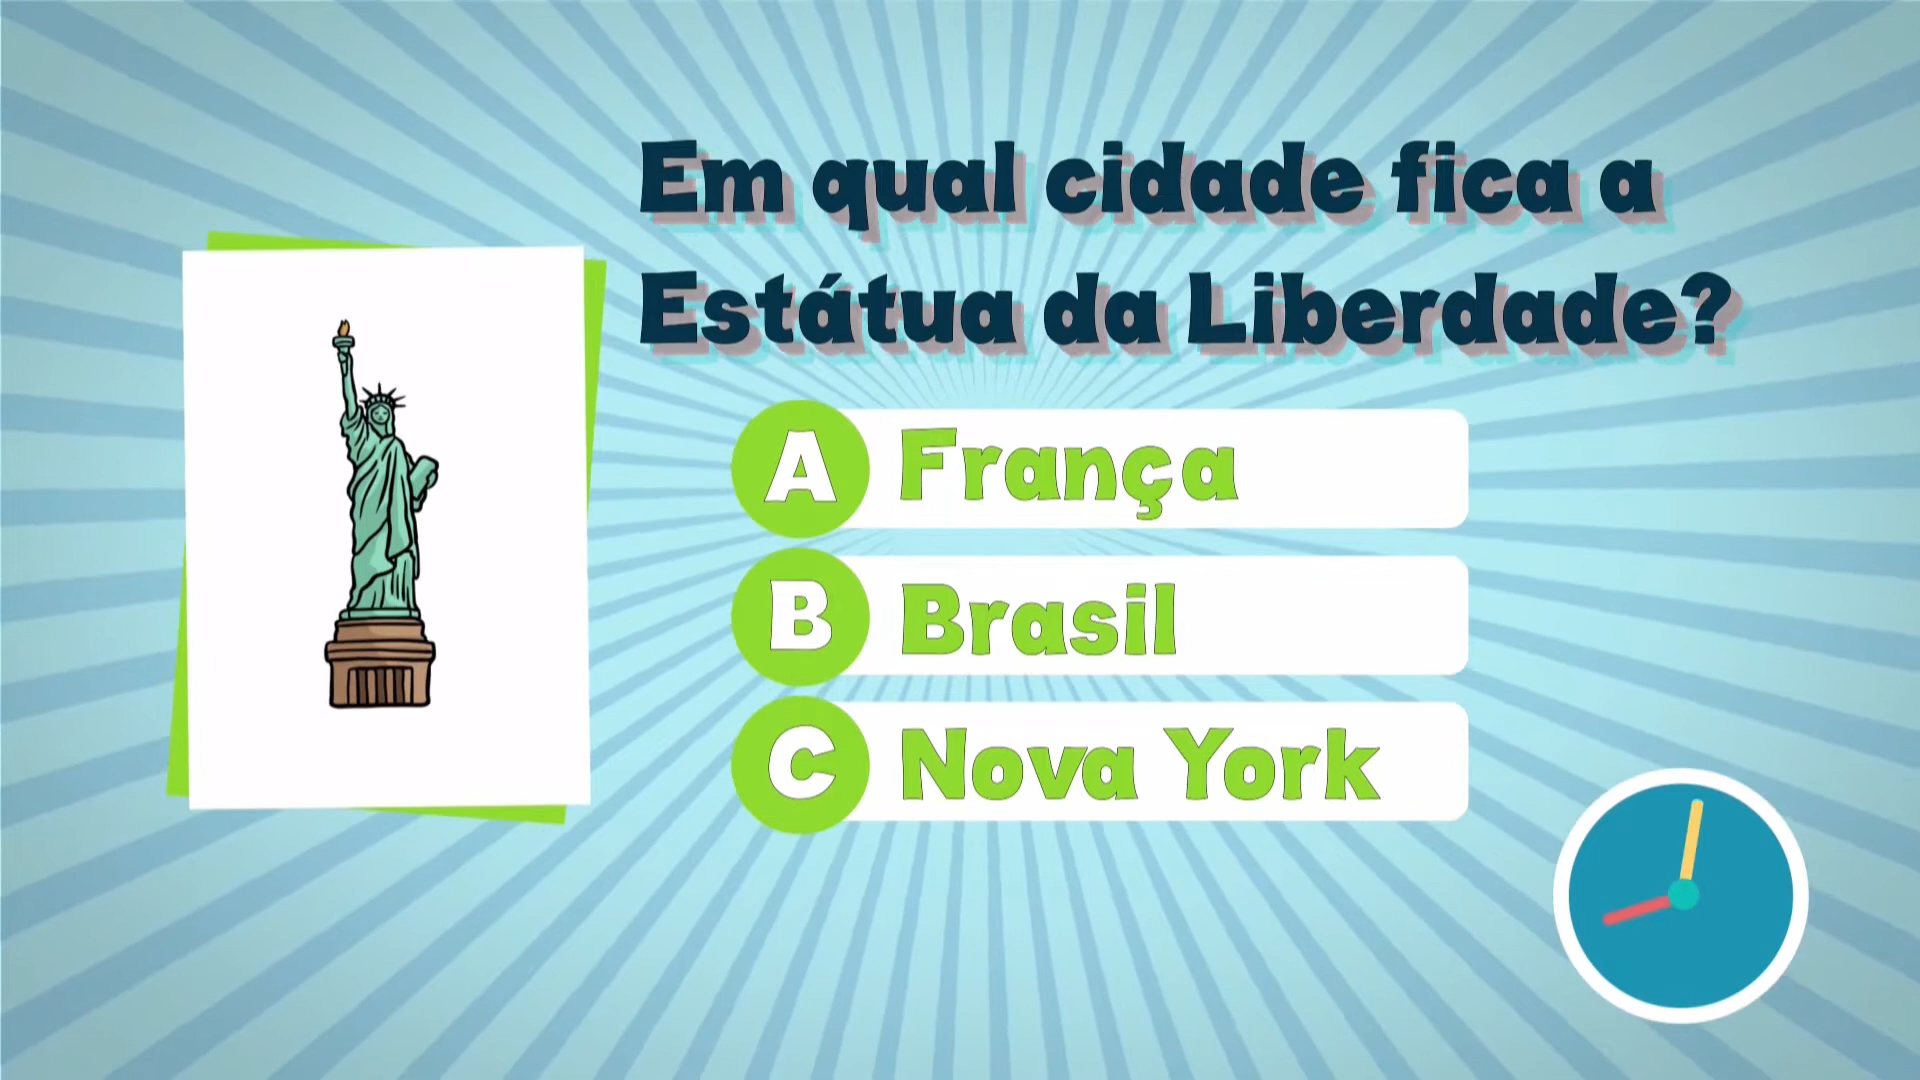 Em qual cidade fica a
Estátua da Liberdade?
A França
B Brasil
C Nova York